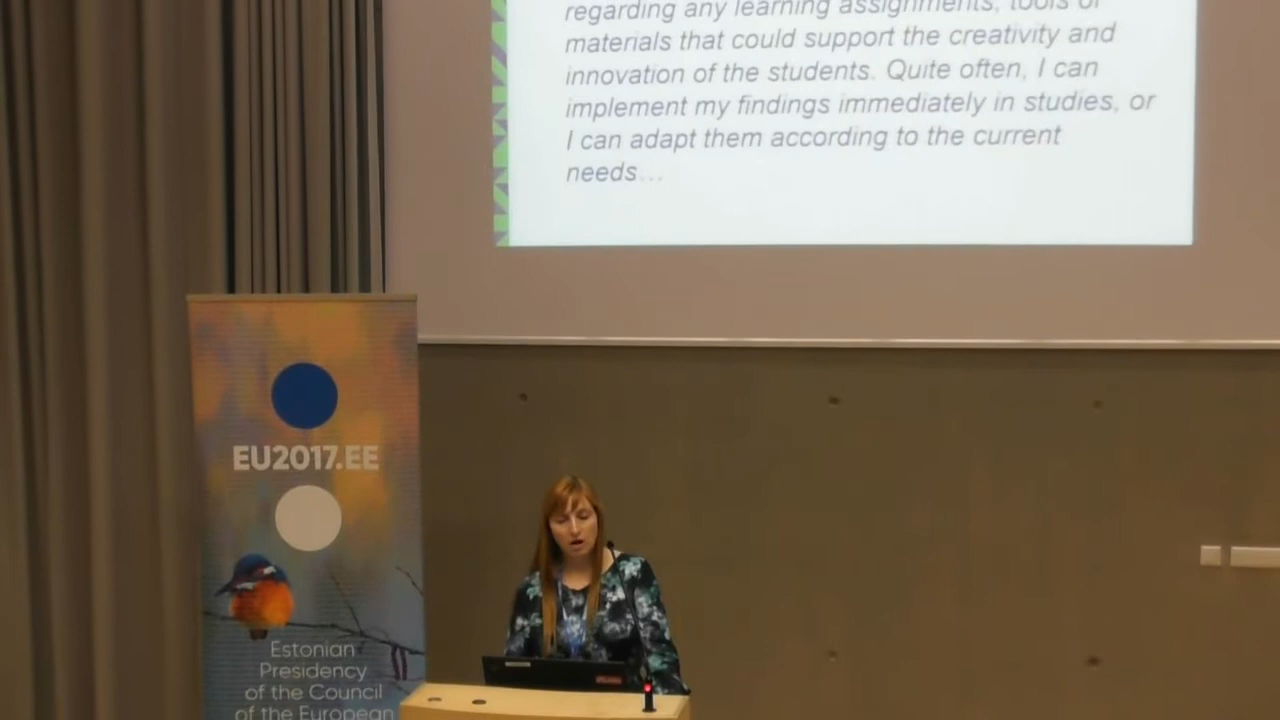 regarding any learning assignments, tools or
materials that could support the creativity and
innovation of the students. Quite often, I can
implement my findings immediately in studies, or
I can adapt them according to the current
needs...
EU2017.EE
Estonian
Presidency
of the Council
of the European